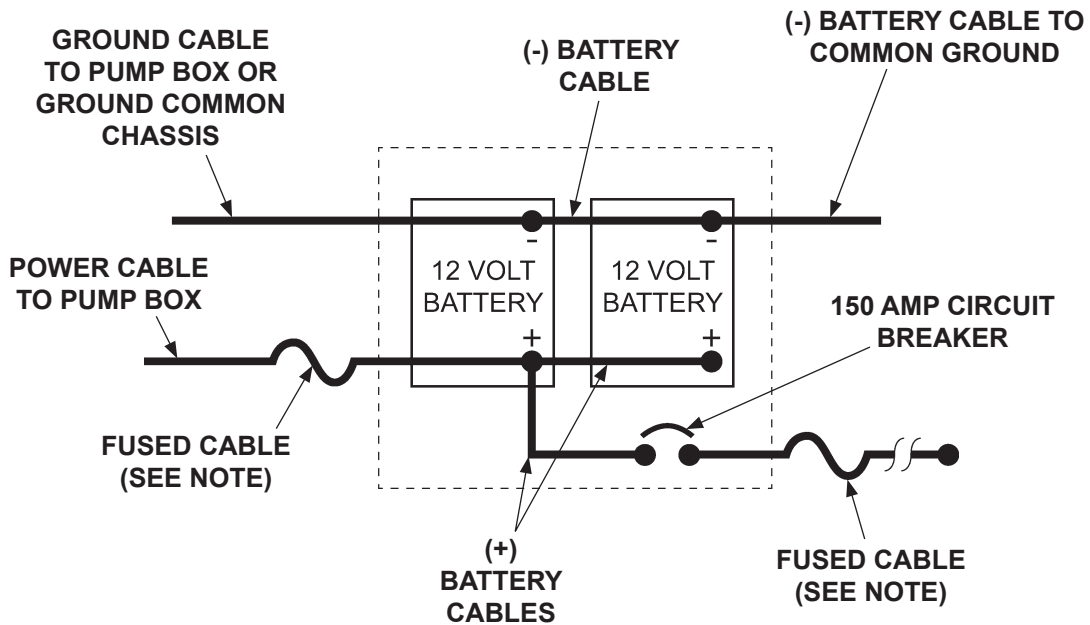 GROUND CABLE
TO PUMP BOX OR
GROUND COMMON
CHASSIS
(-) BATTERY
CABLE
(-) BATTERY CABLE TO
COMMON GROUND
POWER CABLE
TO PUMP BOX
-
12 VOLT
BATTERY
+
-
12 VOLT
BATTERY
+
150 AMP CIRCUIT
BREAKER
FUSED CABLE
(SEE NOTE)
(+)
BATTERY
CABLES
FUSED CABLE
(SEE NOTE)